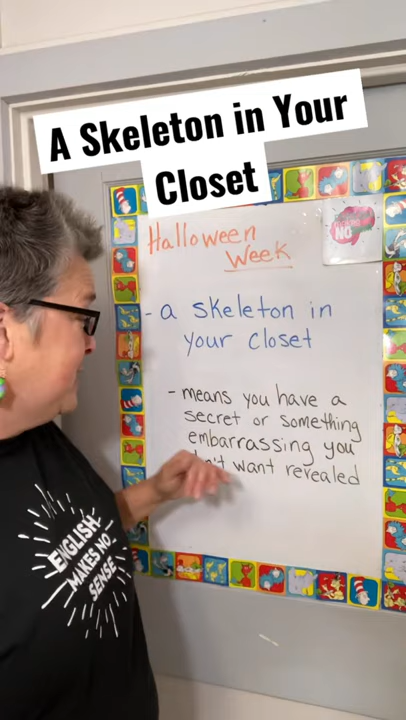 A Skeleton in Your
Closet
Halloween
Week
- a skeleton in
your closet
- means you have a
secret or something
embarrassing you
want revealed
ENGLISH
MAKES NO
SENSE
NO